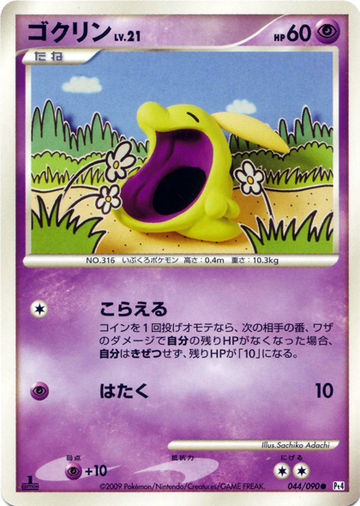 ゴクリン LV.21 HP60
たね
NO.316 いぶくろポケモン 高さ：0.4m 重さ：10.3kg
こらえる
コインを1回投げオモテなら、次の相手の番、ワザ
のダメージで自分の残りHPがなくなった場合、
自分はきぜつせず、残りHPが「10」になる。
はたく 10
Illus.Sachiko Adachi
弱点 抵抗力 にげる
+10
1 EDITION ©2009 Pokémon/Nintendo/Creatures/GAME FREAK. 044/090 Pt4